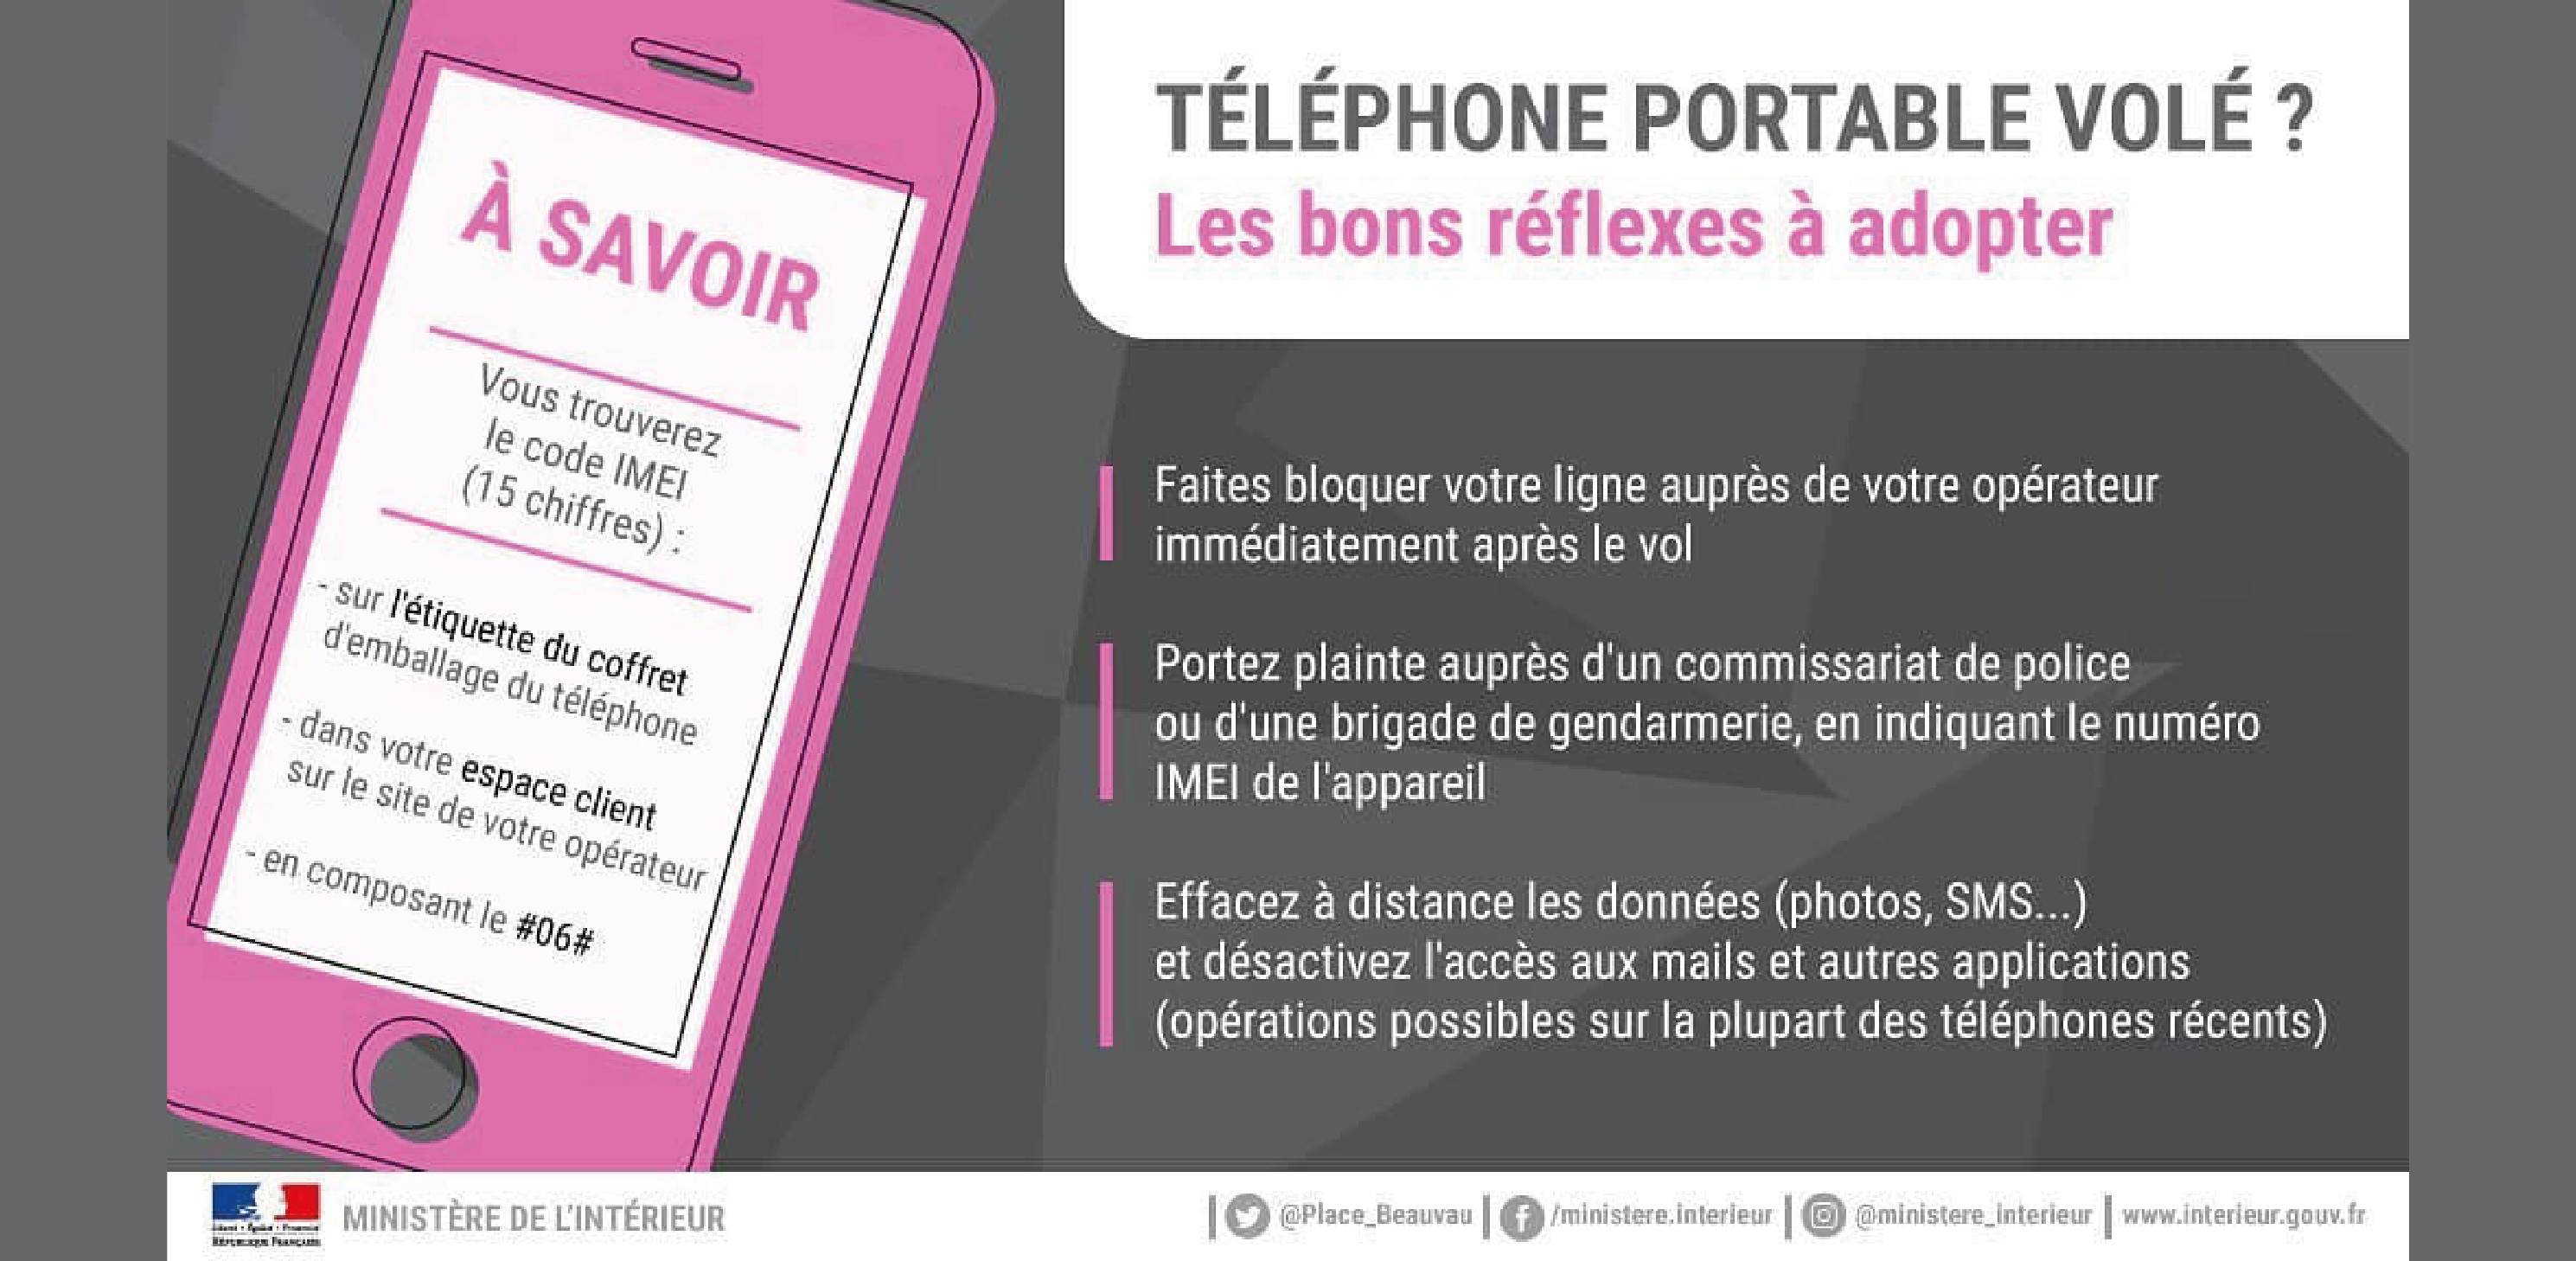 À SAVOIR
Vous trouverez
le code IMEI
(15 chiffres) :
- sur l'étiquette du coffret
d'emballage du téléphone
- dans votre espace client
sur le site de votre opérateur
- en composant le #06#
TÉLÉPHONE PORTABLE VOLÉ ?
Les bons réflexes à adopter
Faites bloquer votre ligne auprès de votre opérateur
immédiatement après le vol
Portez plainte auprès d'un commissariat de police
ou d'une brigade de gendarmerie, en indiquant le numéro
IMEI de l'appareil
Effacez à distance les données (photos, SMS...)
et désactivez l'accès aux mails et autres applications
(opérations possibles sur la plupart des téléphones récents)
Liberté • Égalité • Fraternité
RÉPUBLIQUE FRANÇAISE
MINISTÈRE DE L'INTÉRIEUR
@Place_Beauvau
/ministere.interieur
@ministere_interieur
www.interieur.gouv.fr